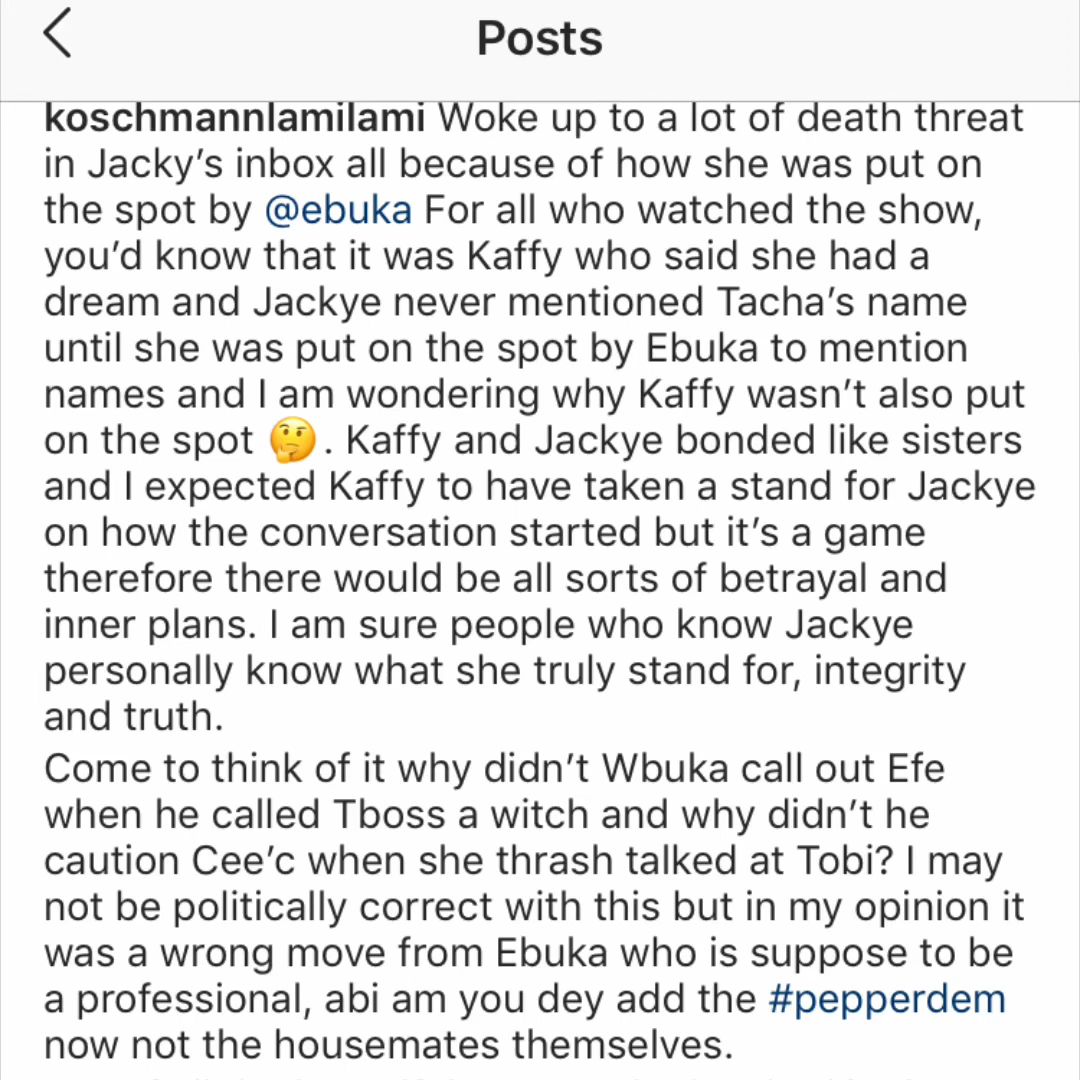 Posts
koschmannlamilami Woke up to a lot of death threat
in Jacky’s inbox all because of how she was put on
the spot by @ebuka For all who watched the show,
you’d know that it was Kaffy who said she had a
dream and Jackye never mentioned Tacha’s name
until she was put on the spot by Ebuka to mention
names and I am wondering why Kaffy wasn’t also put
on the spot 🤔. Kaffy and Jackye bonded like sisters
and I expected Kaffy to have taken a stand for Jackye
on how the conversation started but it’s a game
therefore there would be all sorts of betrayal and
inner plans. I am sure people who know Jackye
personally know what she truly stand for, integrity
and truth.
Come to think of it why didn’t Wbuka call out Efe
when he called Tboss a witch and why didn’t he
caution Cee’c when she thrash talked at Tobi? I may
not be politically correct with this but in my opinion it
was a wrong move from Ebuka who is suppose to be
a professional, abi am you dey add the #pepperdem
now not the housemates themselves.